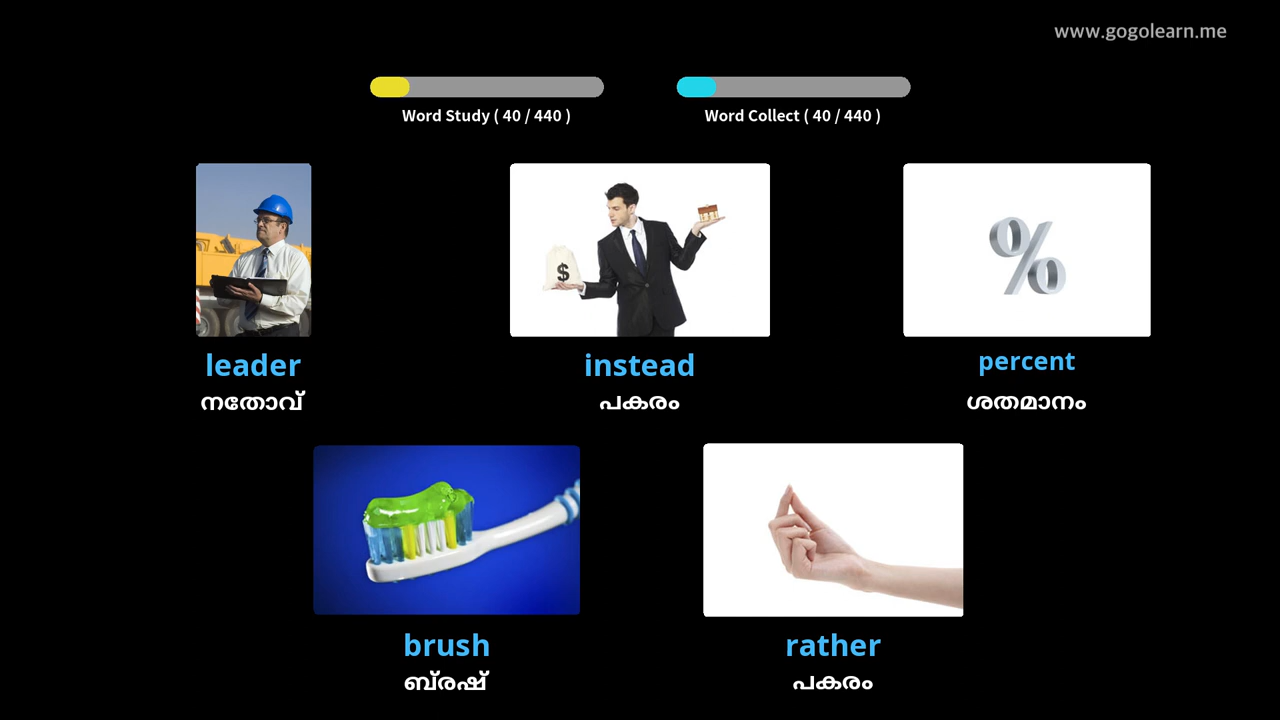 www.gogolearn.me
Word Study ( 40 / 440 )
Word Collect ( 40 / 440 )
leader
നതോവ്
instead
പകരം
percent
ശതമാനം
$
%
brush
ബ്രഷ്
rather
പകരം